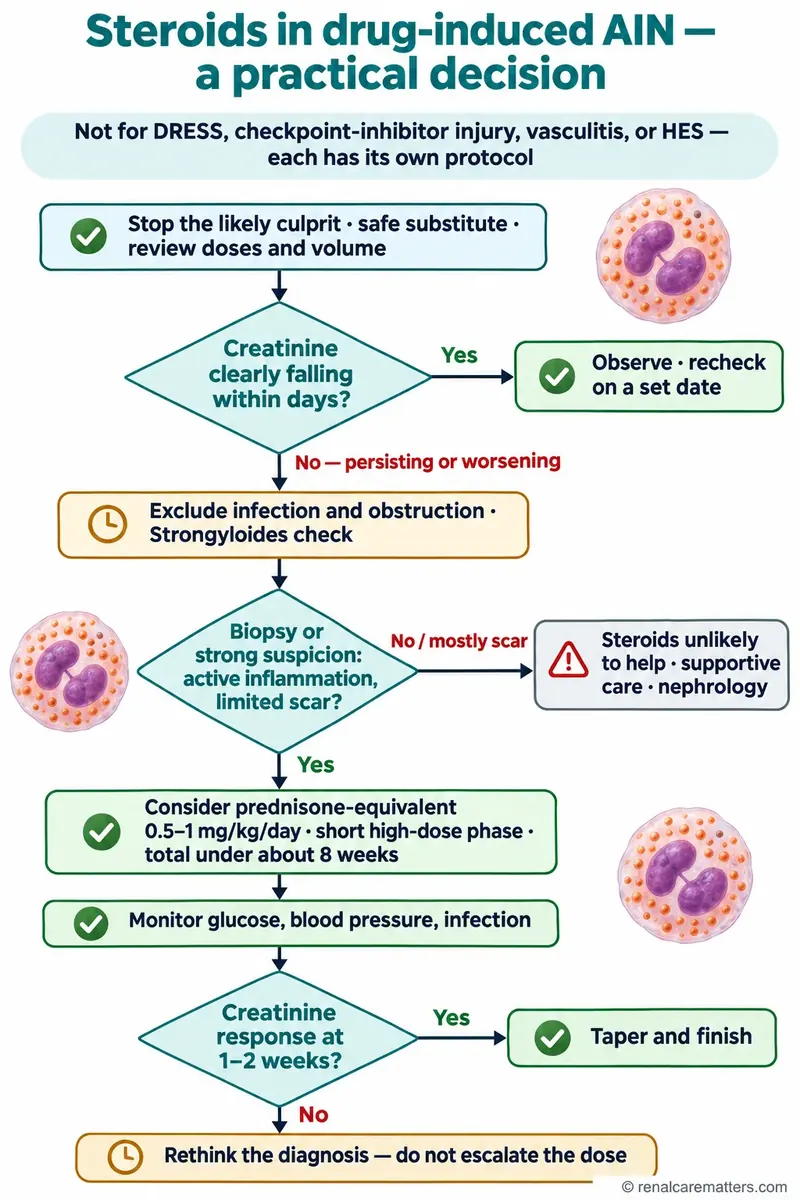 Steroids in drug-induced AIN —
a practical decision
Not for DRESS, checkpoint-inhibitor injury, vasculitis, or HES —
each has its own protocol
Stop the likely culprit · safe substitute ·
review doses and volume
Creatinine
clearly falling
within days?
Yes
Observe · recheck
on a set date
No — persisting or worsening
Exclude infection and obstruction ·
Strongyloides check
Biopsy or
strong suspicion:
active inflammation,
limited scar?
No / mostly scar
Steroids unlikely
to help · supportive
care · nephrology
Yes
Consider prednisone-equivalent
0.5–1 mg/kg/day · short high-dose phase ·
total under about 8 weeks
Monitor glucose, blood pressure, infection
Creatinine
response at
1–2 weeks?
Yes
Taper and finish
No
Rethink the diagnosis — do not escalate the dose
© renalcarematters.com